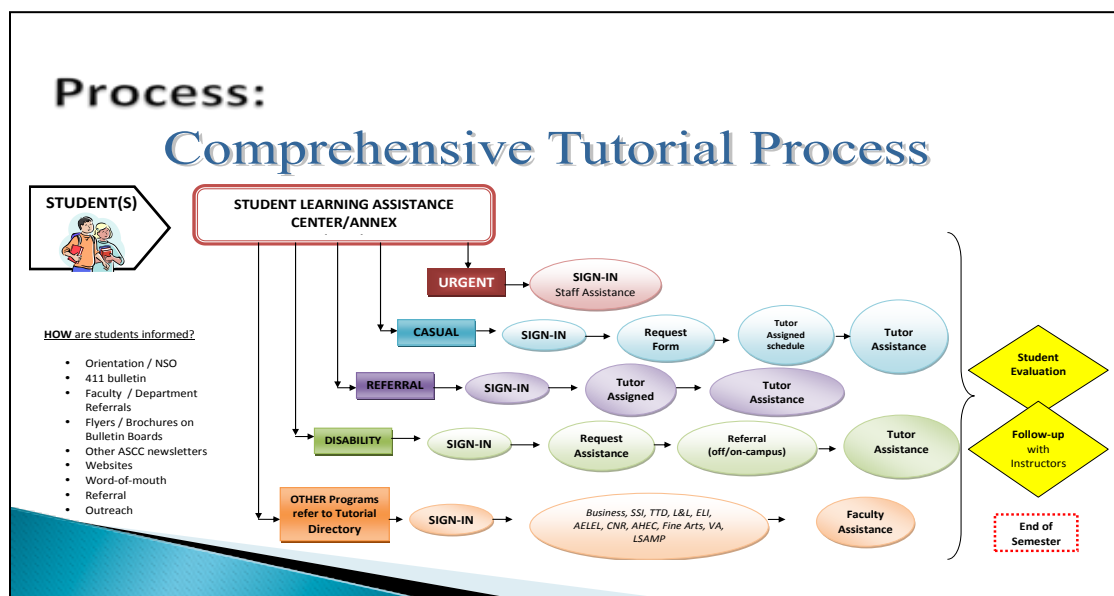 Process:
Comprehensive Tutorial Process
STUDENT(S)
STUDENT LEARNING ASSISTANCE
CENTER/ANNEX
URGENT
SIGN-IN
Staff Assistance
CASUAL
SIGN-IN
Request
Form
Tutor
Assigned
schedule
Tutor
Assistance
REFERRAL
SIGN-IN
Tutor
Assigned
Tutor
Assistance
DISABILITY
SIGN-IN
Request
Assistance
Referral
(off/on-campus)
Tutor
Assistance
OTHER Programs
refer to Tutorial
Directory
SIGN-IN
Business, SSI, TTD, L&L, ELI,
AELEL, CNR, AHEC, Fine Arts, VA,
LSAMP
Faculty
Assistance
HOW are students informed?
• Orientation / NSO
• 411 bulletin
• Faculty / Department
Referrals
• Flyers / Brochures on
Bulletin Boards
• Other ASCC newsletters
• Websites
• Word-of-mouth
• Referral
• Outreach
Student
Evaluation
Follow-up
with
Instructors
End of
Semester